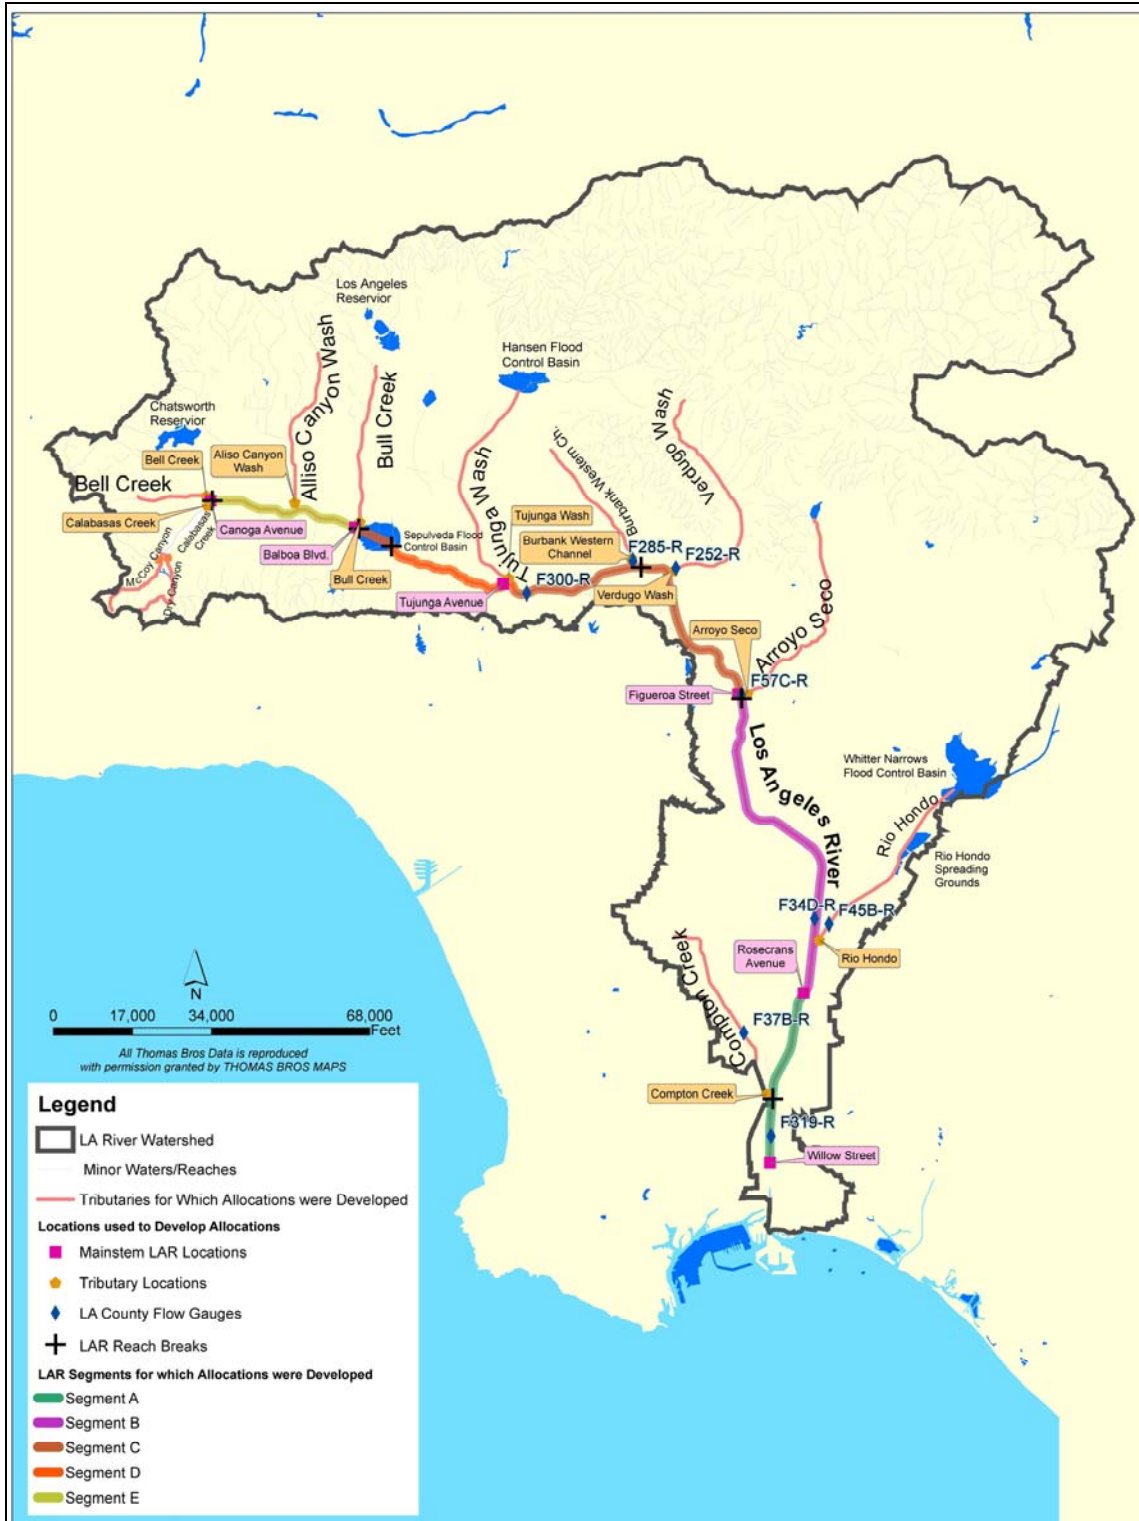 Los Angeles
Reservior
Hansen Flood
Control Basin
Chatsworth
Reservior
Alliso Canyon Wash
Bull Creek
Tujunga Wash
Burbank Western Ch.
Verdugo Wash
Bell Creek
Aliso Canyon
Wash
Bell Creek
Calabasas Creek
Canoga Avenue
Calabasas
Creek
McCoy Canyon
Dry Canyon
Balboa Blvd.
Bull Creek
Sepulveda Flood
Control Basin
Tujunga Wash
Burbank Western
Channel
F285-R
F252-R
F300-R
Tujunga Avenue
Verdugo Wash
Arroyo Seco
Arroyo Seco
F57C-R
Figueroa Street
Los Angeles River
Whitter Narrows
Flood Control Basin
Rio Hondo
Rio Hondo
Spreading
Grounds
F34D-R
F45B-R
Rosecrans
Avenue
Rio Hondo
Compton Creek
F37B-R
Compton Creek
F319-R
Willow Street
N
0 17,000 34,000 68,000
Feet
All Thomas Bros Data is reproduced
with permission granted by THOMAS BROS MAPS
Legend
LA River Watershed
Minor Waters/Reaches
Tributaries for Which Allocations were Developed
Locations used to Develop Allocations
Mainstem LAR Locations
Tributary Locations
LA County Flow Gauges
LAR Reach Breaks
LAR Segments for which Allocations were Developed
Segment A
Segment B
Segment C
Segment D
Segment E